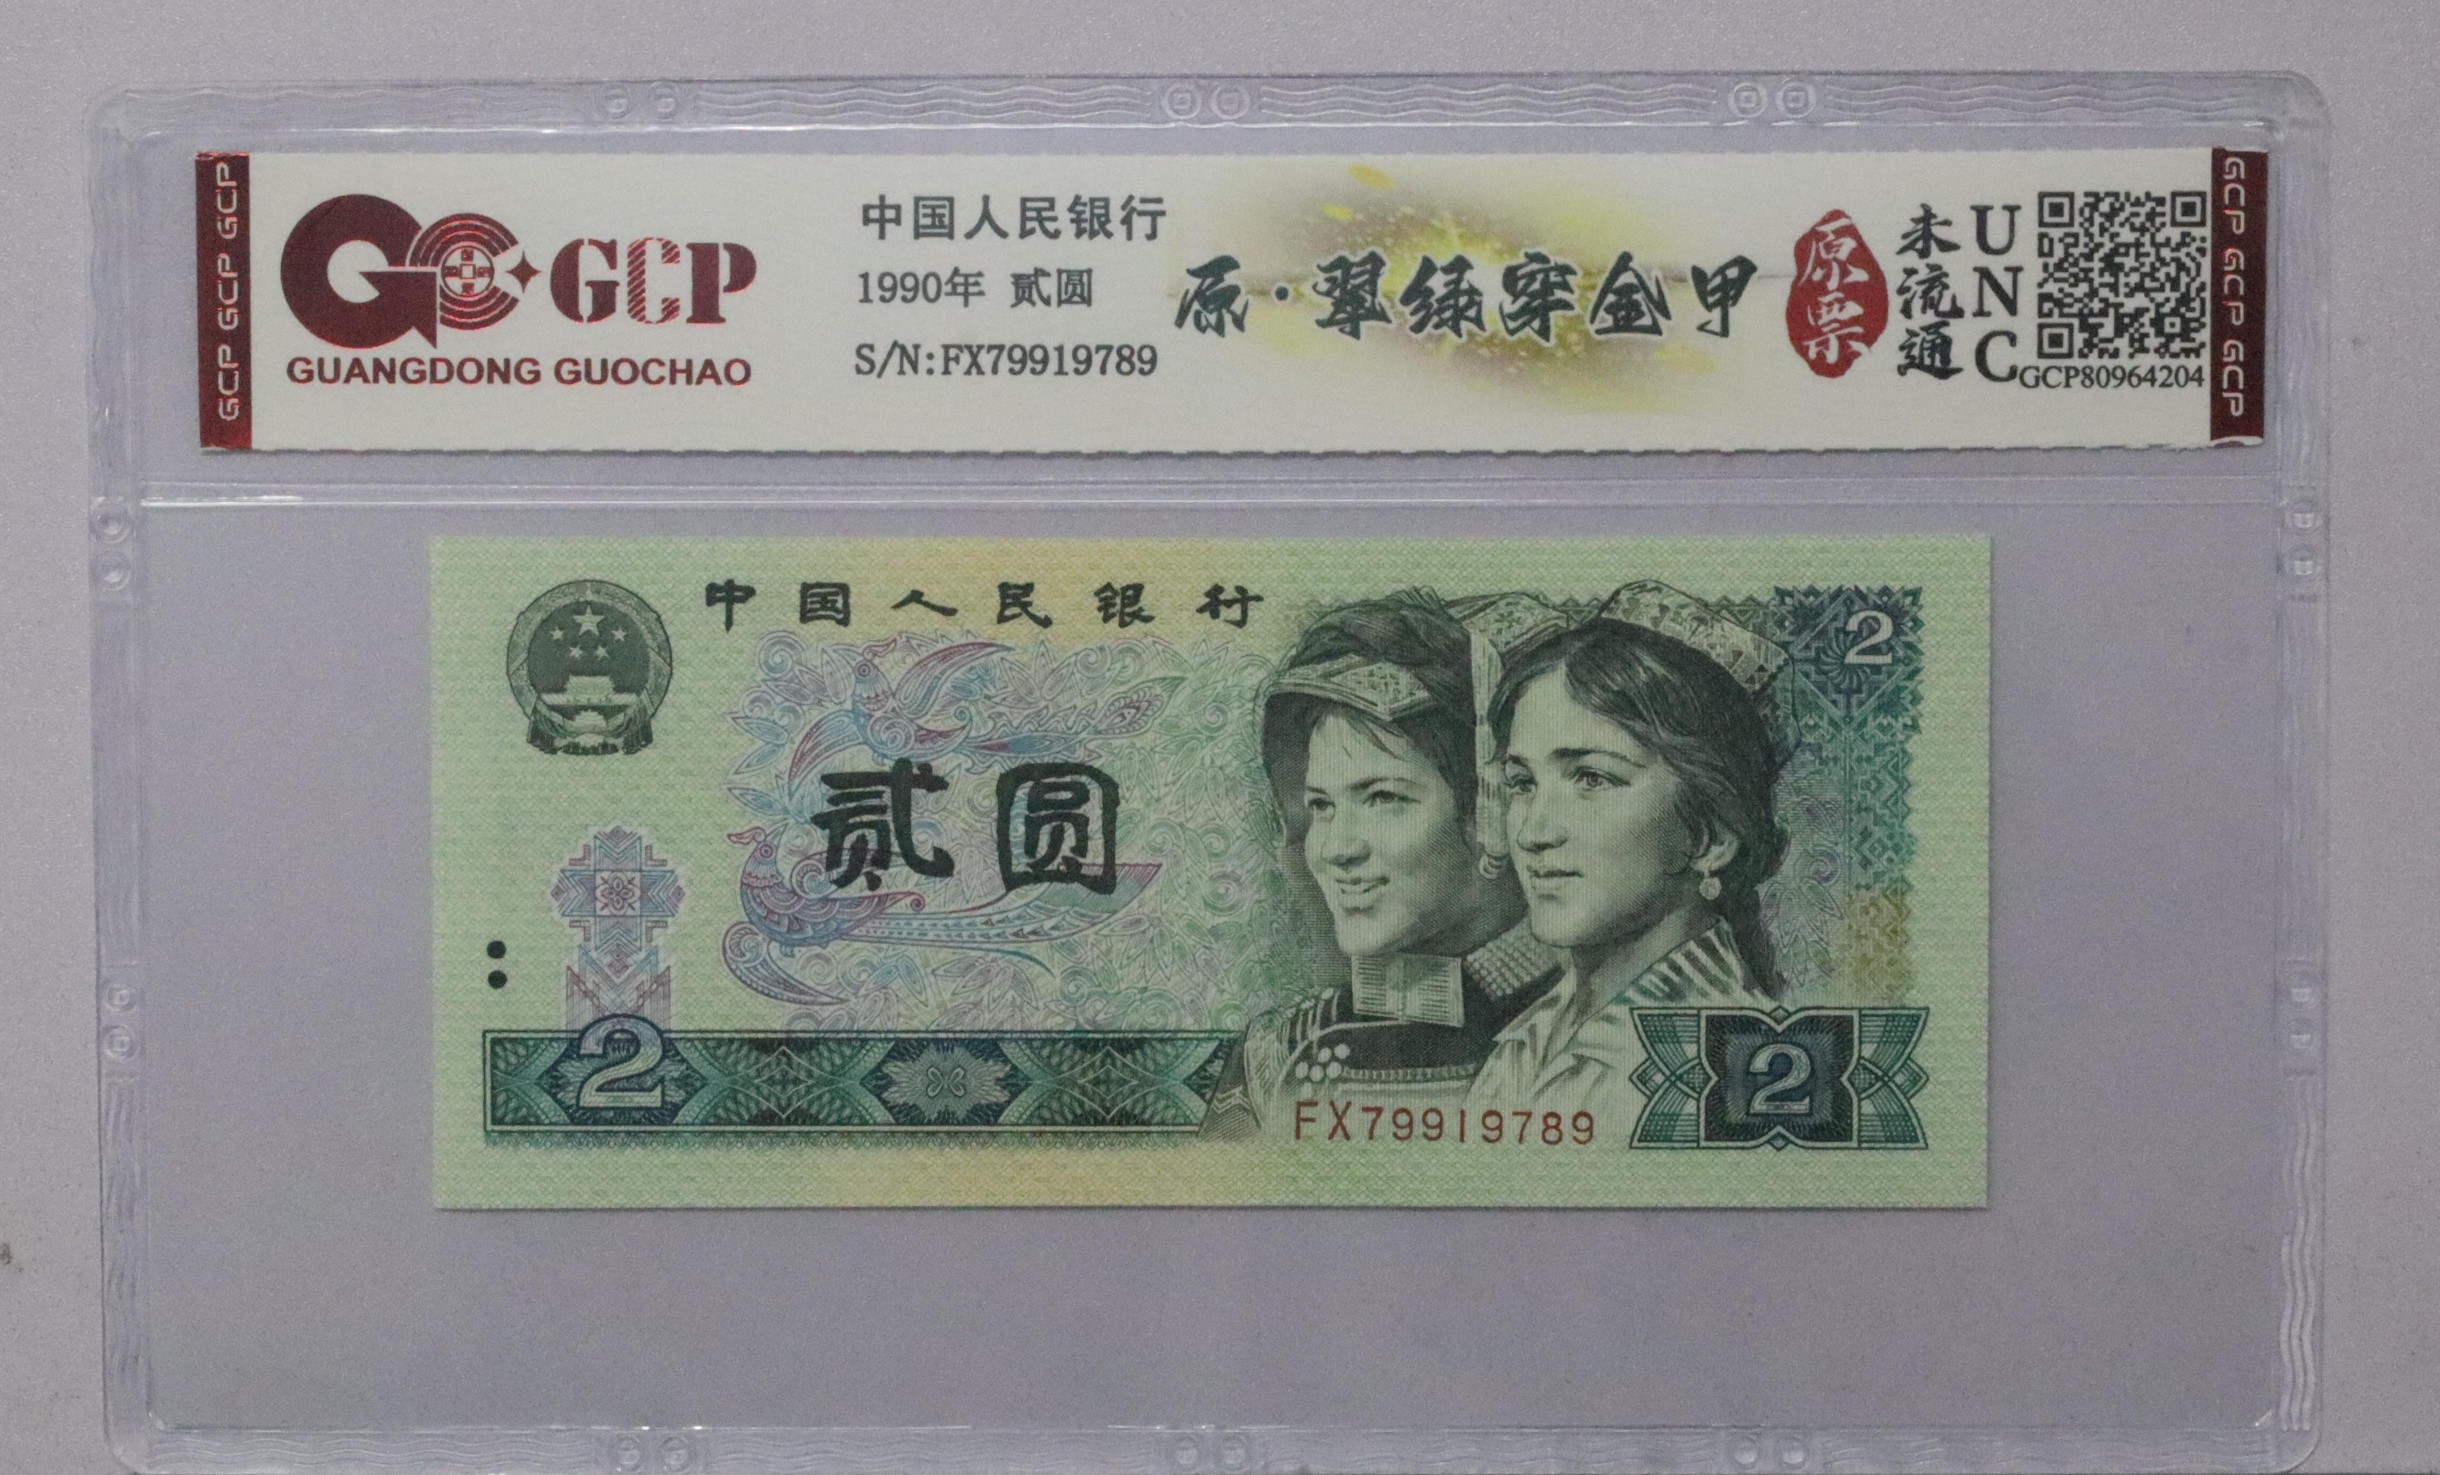 GCP GCP GCP
GCP
GUANGDONG GUOCHAO
中国人民银行
1990年 贰圆
S/N:FX79919789
原·翠绿穿金甲
原票
未流通
UNC
GCP80964204
GCP GCP GCP
中国人民银行
2
贰圆
2
FX79919789
2